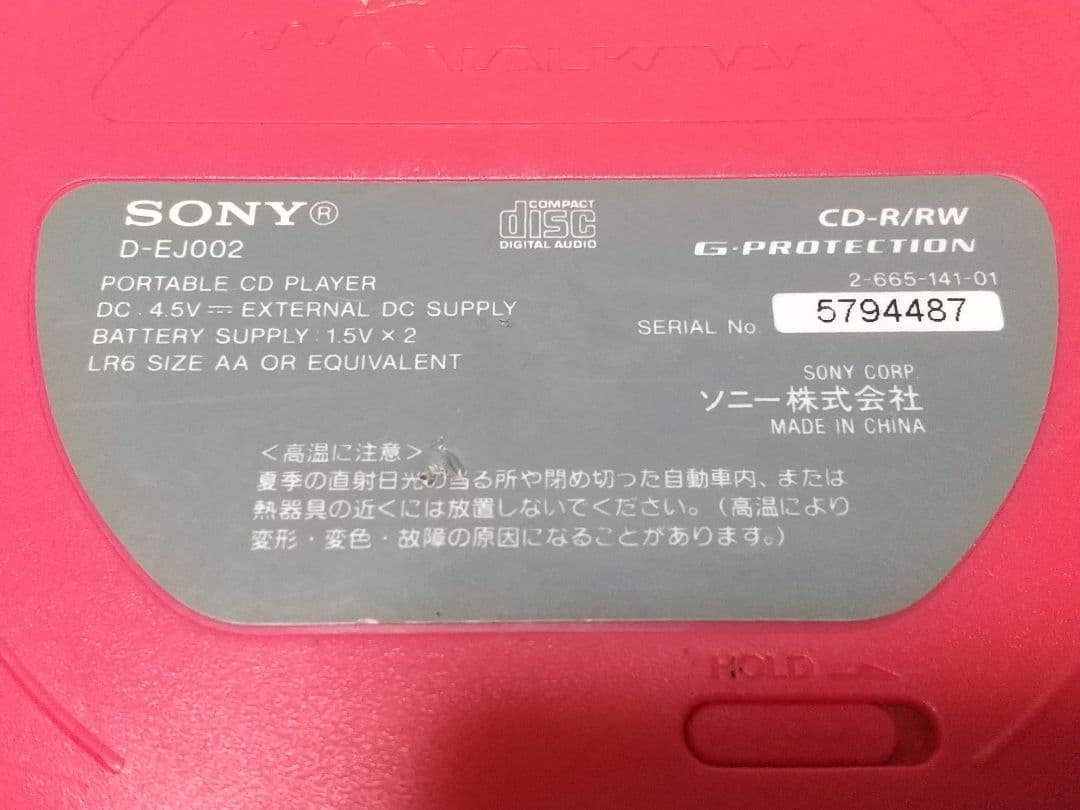 WALKMAN
SONY®
D-EJ002
PORTABLE CD PLAYER
DC : 4.5V ⎓ EXTERNAL DC SUPPLY
BATTERY SUPPLY : 1.5V × 2
LR6 SIZE AA OR EQUIVALENT
COMPACT
disc
DIGITAL AUDIO
CD-R/RW
G-PROTECTION
2-665-141-01
SERIAL No. 5794487
SONY CORP.
ソニー株式会社
MADE IN CHINA
<高温に注意>
夏季の直射日光の当る所や閉め切った自動車内、または
熱器具の近くには放置しないでください。(高温により
変形・変色・故障の原因になることがあります。)
HOLD